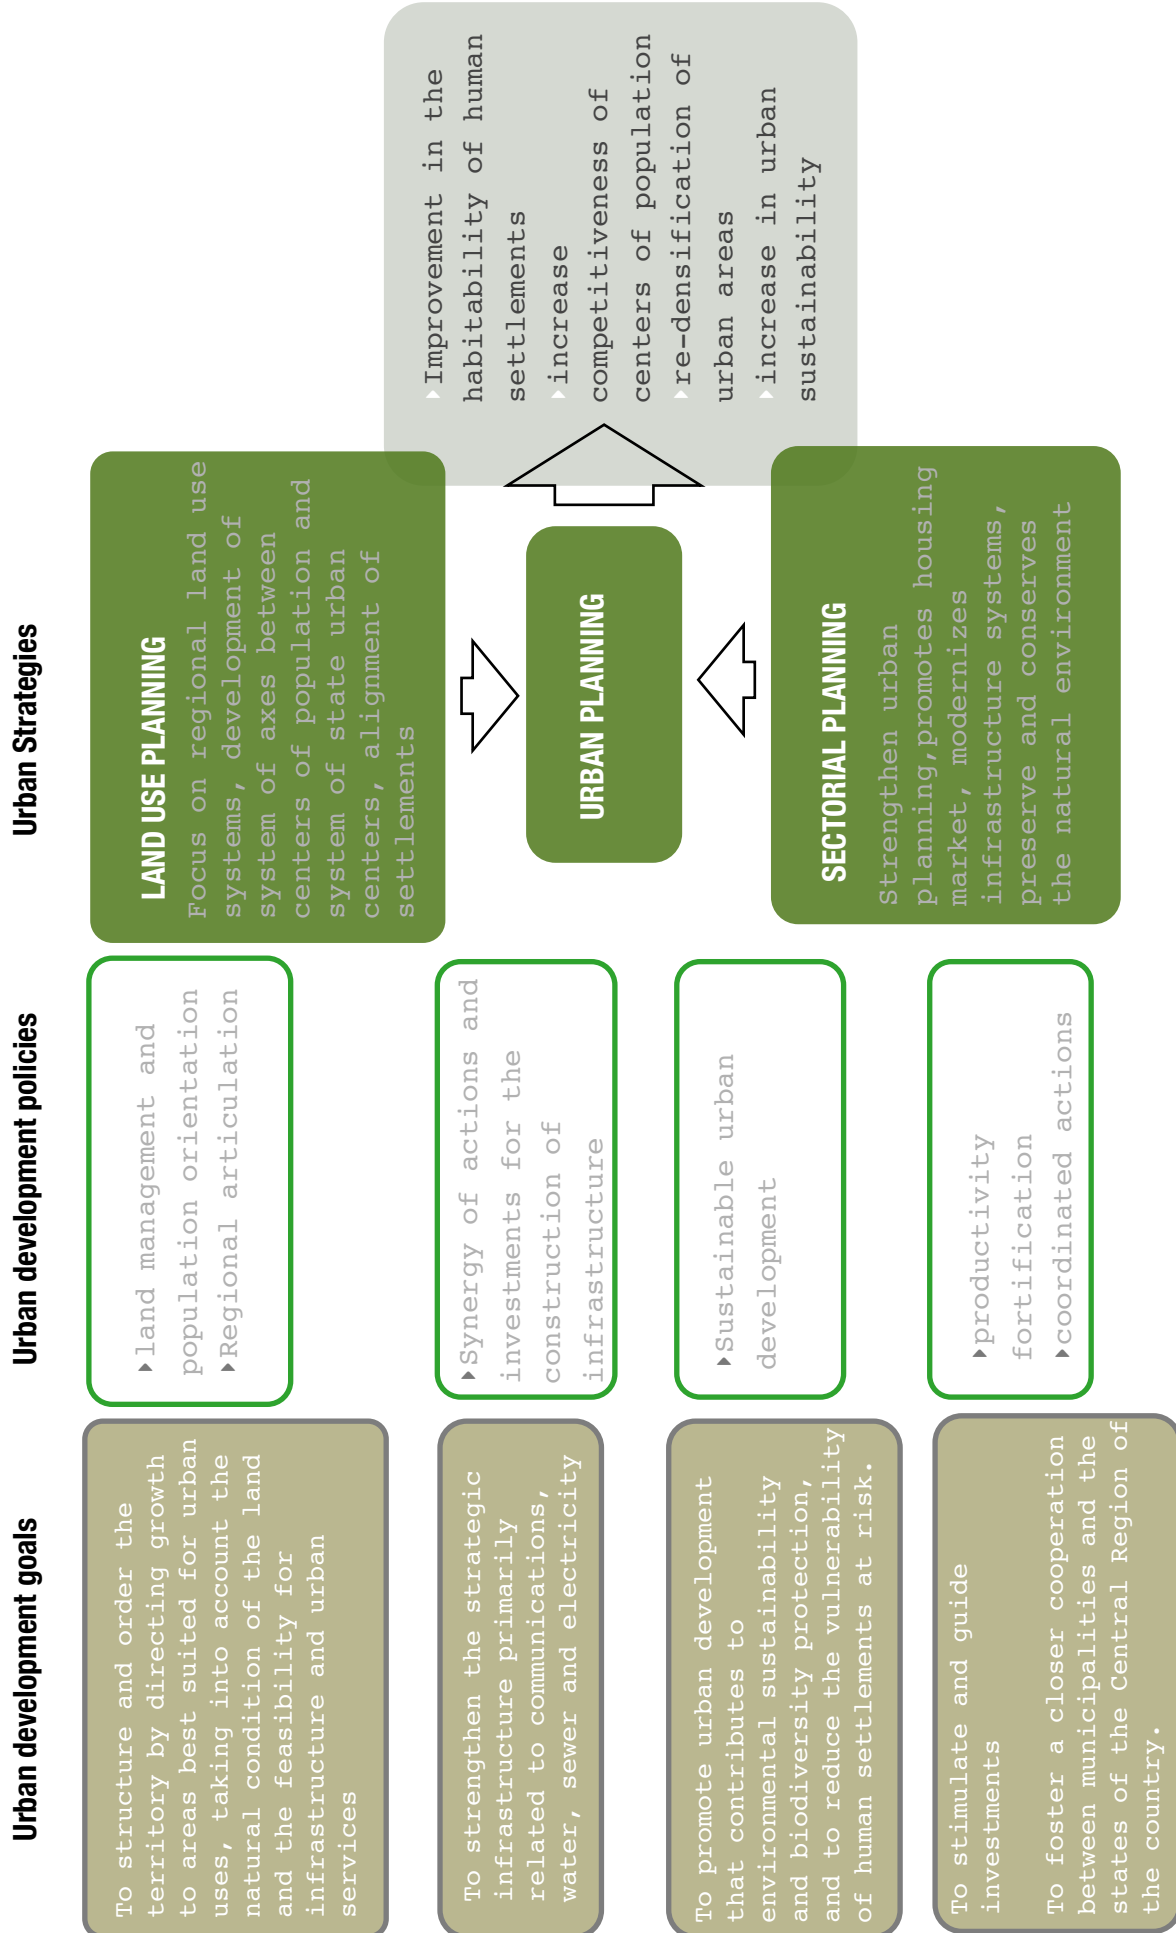 Urban development goals
Urban development policies
Urban Strategies
To structure and order the
territory by directing growth
to areas best suited for urban
uses, taking into account the
natural condition of the land
and the feasibility for
infrastructure and urban
services
To strengthen the strategic
infrastructure primarily
related to communications,
water, sewer and electricity
To promote urban development
that contributes to
environmental sustainability
and biodiversity protection,
and to reduce the vulnerability
of human settlements at risk.
To stimulate and guide
investments
To foster a closer cooperation
between municipalities and the
states of the Central Region of
the country.
▸land management and
population orientation
▸Regional articulation
▸Synergy of actions and
investments for the
construction of
infrastructure
▸Sustainable urban
development
▸productivity
fortification
▸coordinated actions
LAND USE PLANNING
Focus on regional land use
systems, development of
system of axes between
centers of population and
system of state urban
centers, alignment of
settlements
URBAN PLANNING
SECTORIAL PLANNING
Strengthen urban
planning,promotes housing
market, modernizes
infrastructure systems,
preserve and conserves
the natural environment
▸Improvement in the
habitability of human
settlements
▸increase
competitiveness of
centers of population
▸re-densification of
urban areas
▸increase in urban
sustainability